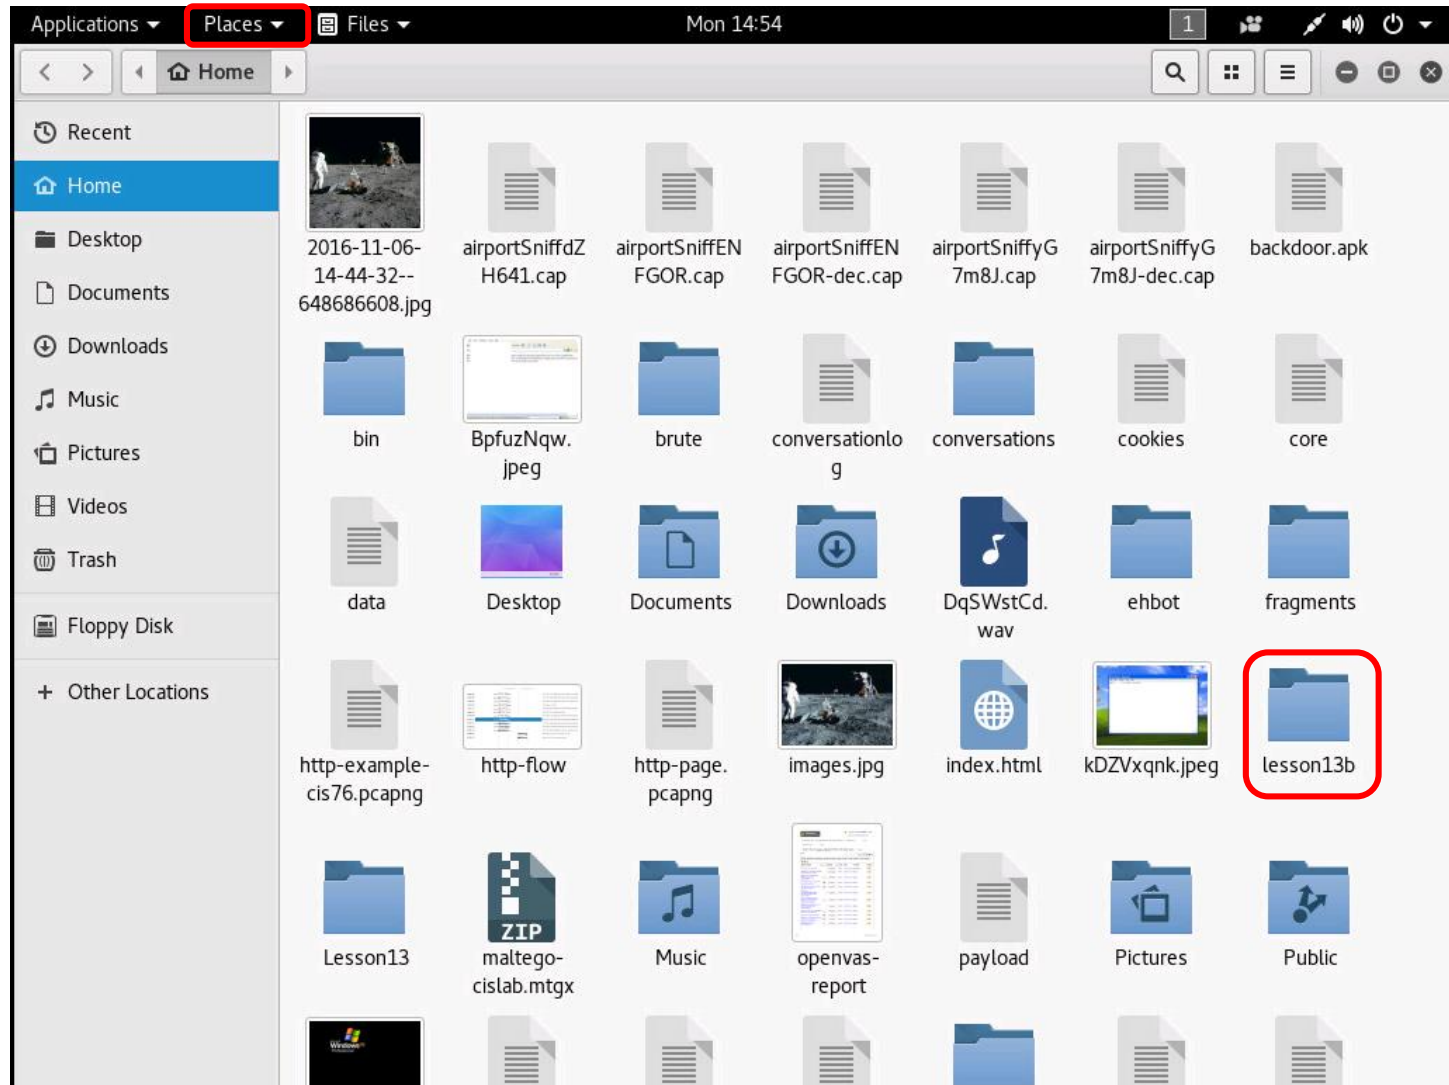 Applications Places Files Mon 14:54 1
Home
Recent
Home
Desktop
Documents
Downloads
Music
Pictures
Videos
Trash
Floppy Disk
Other Locations
2016-11-06-
14-44-32--
648686608.jpg
airportSniffdZ
H641.cap
airportSniffEN
FGOR.cap
airportSniffEN
FGOR-dec.cap
airportSniffyG
7m8J.cap
airportSniffyG
7m8J-dec.cap
backdoor.apk
bin
BpfuzNqw.
jpeg
brute
conversationlo
g
conversations
cookies
core
data
Desktop
Documents
Downloads
DqSWstCd.
wav
ehbot
fragments
http-example-
cis76.pcapng
http-flow
http-page.
pcapng
images.jpg
index.html
kDZVxqnk.jpeg
lesson13b
Lesson13
ZIP
maltego-
cislab.mtgx
Music
openvas-
report
payload
Pictures
Public
Windows